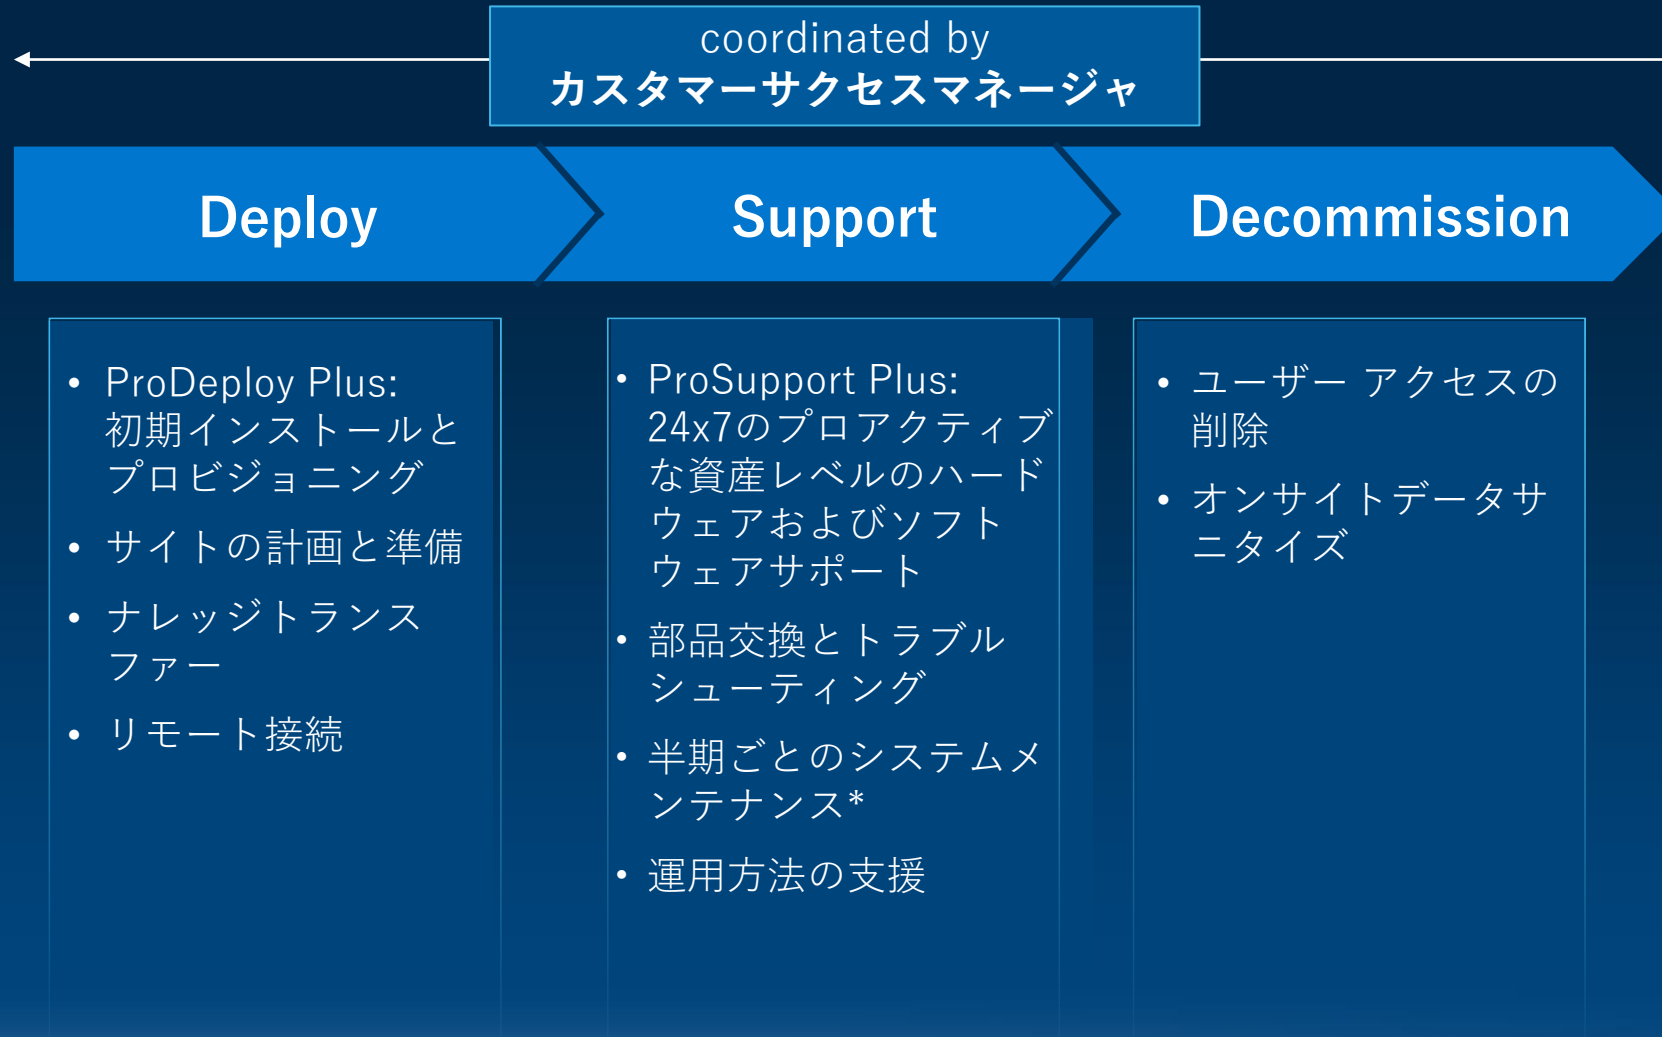 coordinated by
カスタマーサクセスマネージャ
Deploy
Support
Decommission
• ProDeploy Plus:
初期インストールと
プロビジョニング
• サイトの計画と準備
• ナレッジトランス
ファー
• リモート接続
• ProSupport Plus:
24x7のプロアクティブ
な資産レベルのハード
ウェアおよびソフト
ウェアサポート
• 部品交換とトラブル
シューティング
• 半期ごとのシステムメ
ンテナンス*
• 運用方法の支援
• ユーザー アクセスの
削除
• オンサイトデータサ
ニタイズ